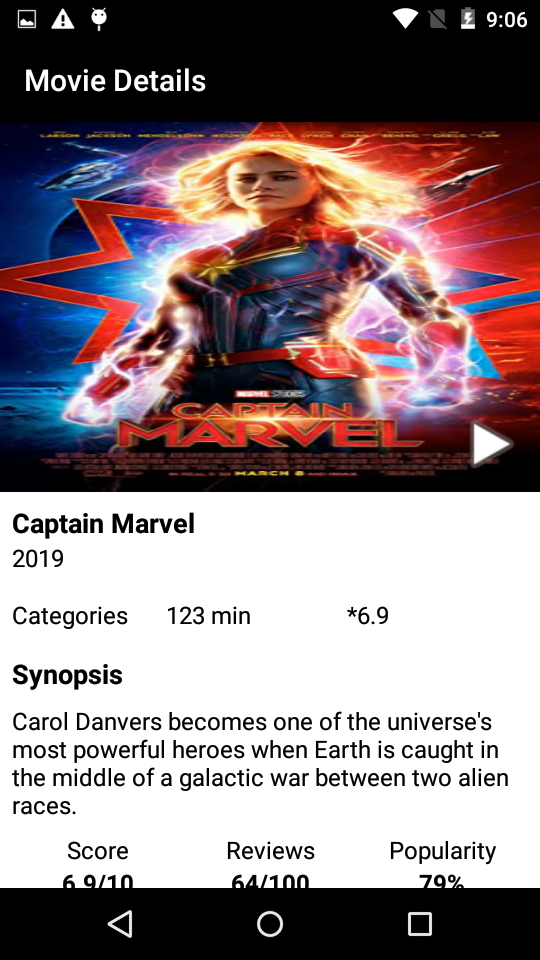 9:06
Movie Details
LARSON JACKSON MENDELSOHN HOUNSOU PACE LYNCH CHAN BENING GREGG LAW
MARVEL STUDIOS
CAPTAIN
MARVEL
MARCH 8
Captain Marvel
2019
Categories 123 min *6.9
Synopsis
Carol Danvers becomes one of the universe's
most powerful heroes when Earth is caught in
the middle of a galactic war between two alien
races.
Score Reviews Popularity
6.9/10 64/100 79%